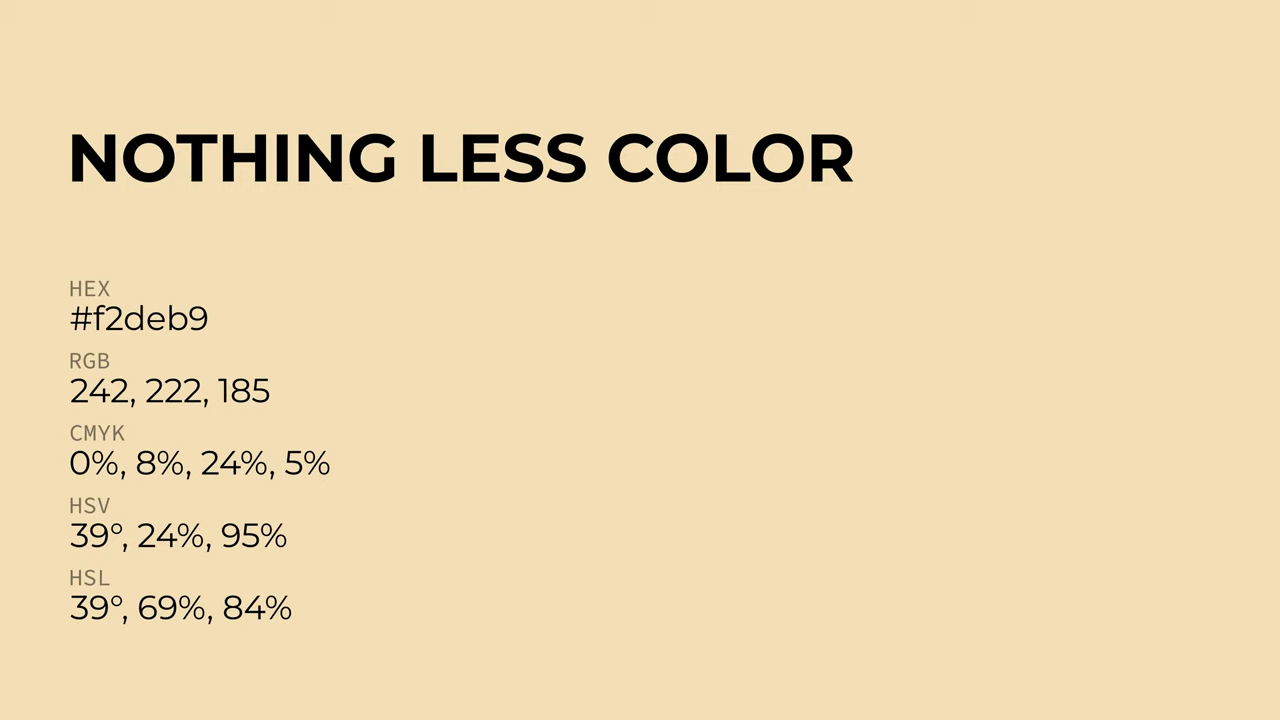 NOTHING LESS COLOR
HEX
#f2deb9
RGB
242, 222, 185
CMYK
0%, 8%, 24%, 5%
HSV
39°, 24%, 95%
HSL
39°, 69%, 84%